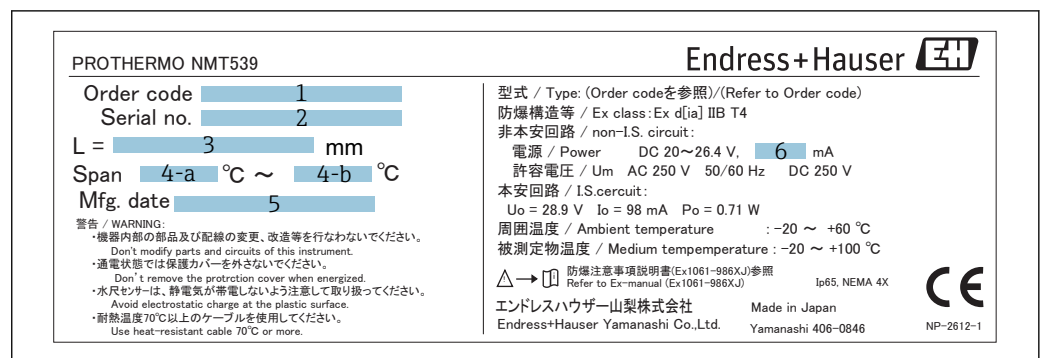 PROTHERMO NMT539
Endress+Hauser EH
Order code 1
Serial no. 2
L = 3 mm
Span 4-a ℃ ～ 4-b ℃
Mfg. date 5
警告 / WARNING:
・機器内部の部品及び配線の変更、改造等を行なわないでください。
Don't modify parts and circuits of this instrument.
・通電状態では保護カバーを外さないでください。
Don't remove the protrction cover when energized.
・水尺センサーは、静電気が帯電しないよう注意して取り扱ってください。
Avoid electrostatic charge at the plastic surface.
・耐熱温度70℃以上のケーブルを使用してください。
Use heat-resistant cable 70℃ or more.
型式 / Type: (Order codeを参照)/(Refer to Order code)
防爆構造等 / Ex class:Ex d[ia] IIB T4
非本安回路 / non-I.S. circuit:
電源 / Power DC 20～26.4 V, 6 mA
許容電圧 / Um AC 250 V 50/60 Hz DC 250 V
本安回路 / I.S.cercuit:
Uo = 28.9 V Io = 98 mA Po = 0.71 W
周囲温度 / Ambient temperature : -20 ～ +60 ℃
被測定物温度 / Medium tempemperature : -20 ～ +100 ℃
防爆注意事項説明書(Ex1061-986XJ)参照
Refer to Ex-manual (Ex1061-986XJ)
Ip65, NEMA 4X
CE
エンドレスハウザー山梨株式会社 Made in Japan
Endress+Hauser Yamanashi Co.,Ltd. Yamanashi 406-0846
NP-2612-1